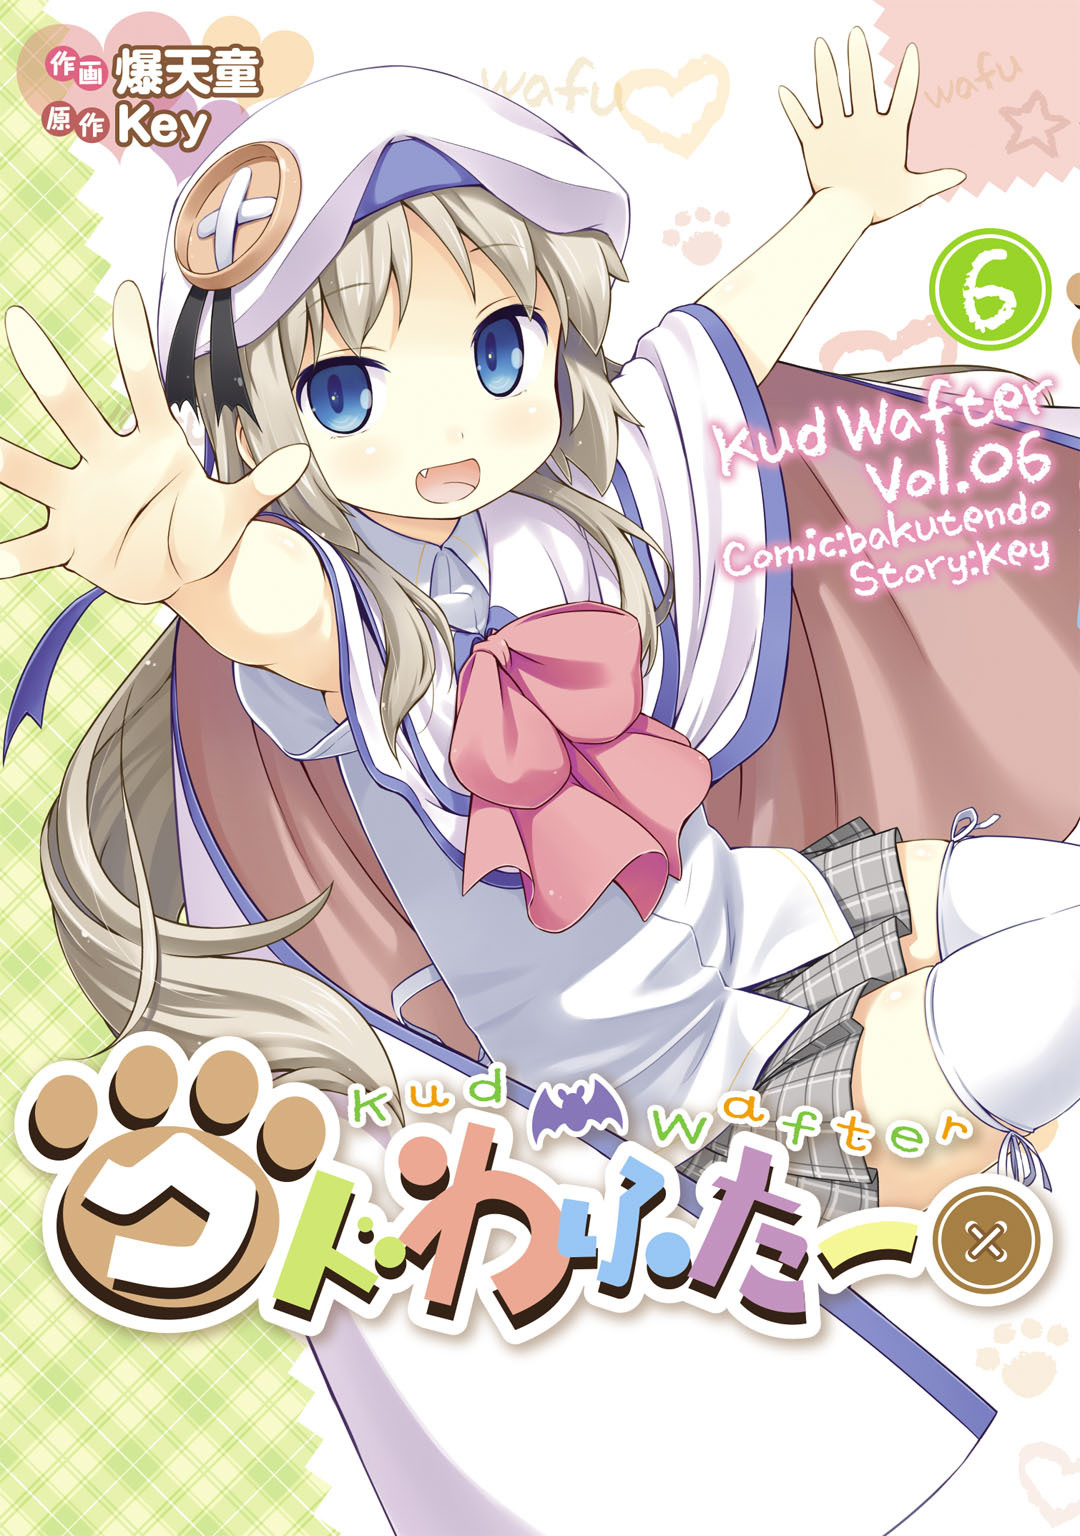 作画 爆天童
原作 Key
wafu
wafu
6
Kud Wafter
Vol.06
Comic:bakutendo
Story:Key
Kud Wafter
クドわふたー